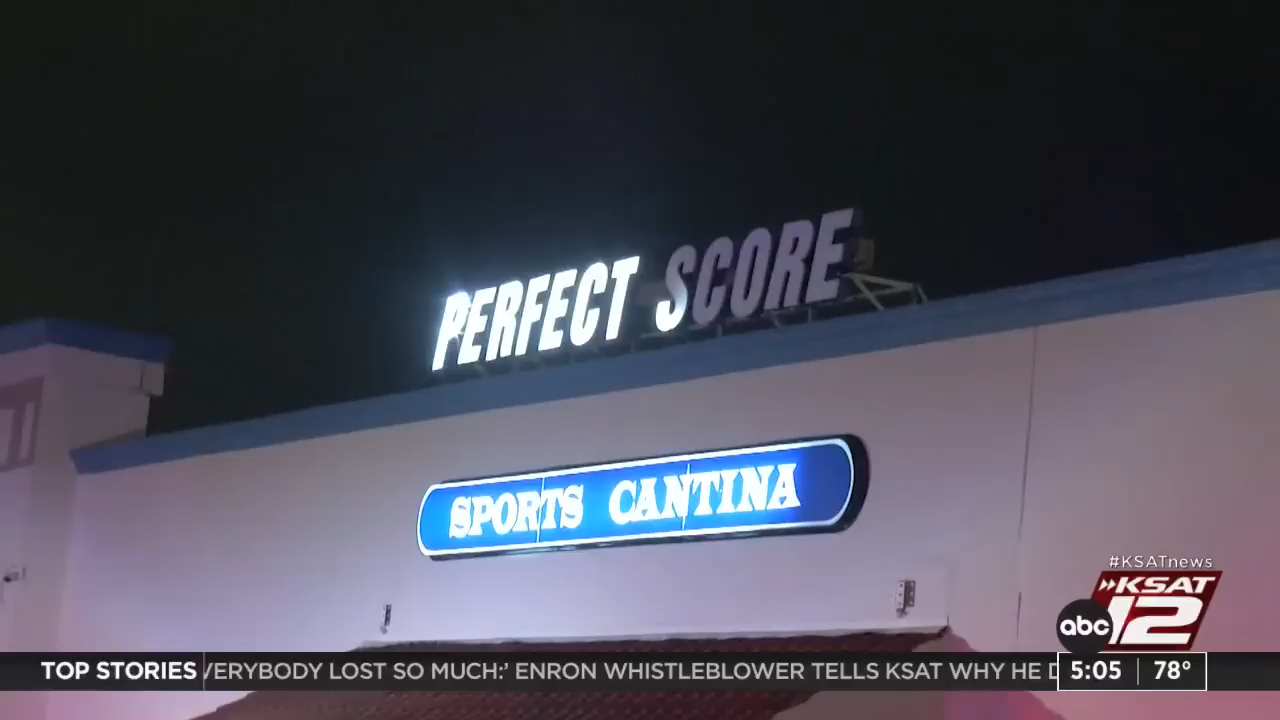 PERFECT SCORE
SPORTS CANTINA
#KSATnews
KSAT
abc 12
TOP STORIES VERYBODY LOST SO MUCH:' ENRON WHISTLEBLOWER TELLS KSAT WHY HE 5:05 78°